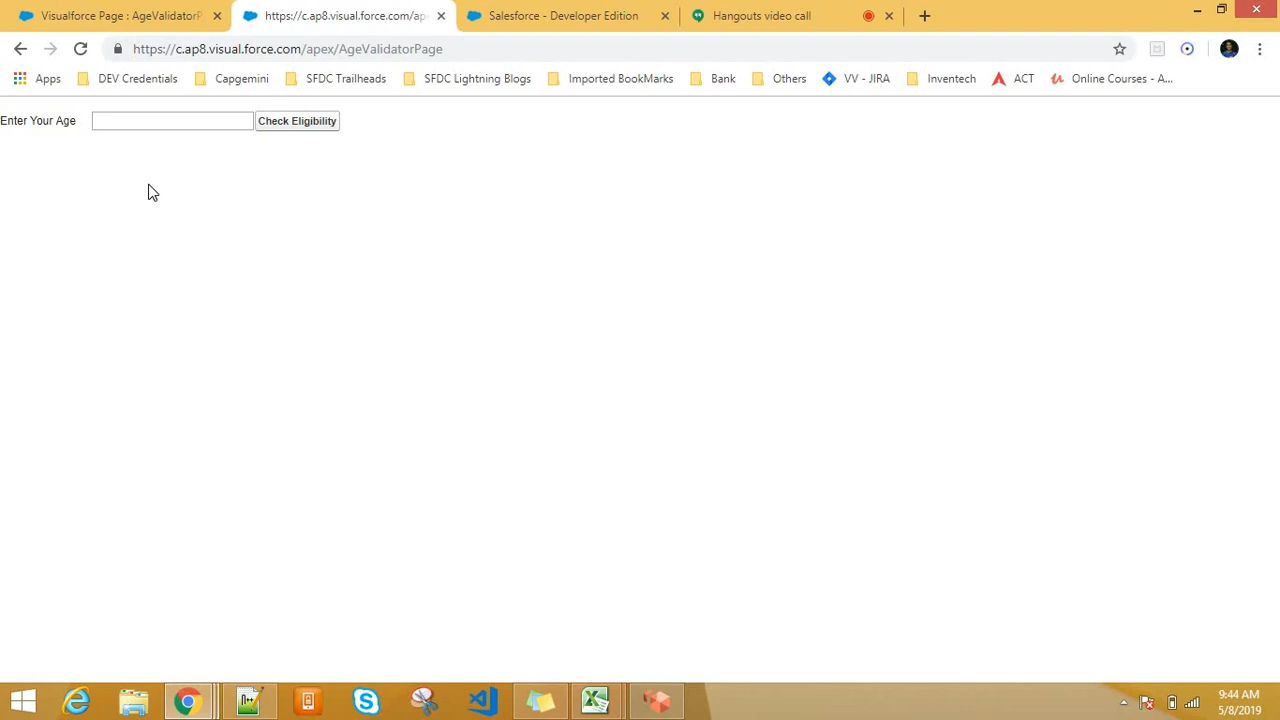 Visualforce Page : AgeValidatorP
https://c.ap8.visual.force.com/ape
Salesforce - Developer Edition
Hangouts video call
https://c.ap8.visual.force.com/apex/AgeValidatorPage
Apps
DEV Credentials
Capgemini
SFDC Trailheads
SFDC Lightning Blogs
Imported BookMarks
Bank
Others
VV - JIRA
Inventech
ACT
Online Courses - A...
Enter Your Age
Check Eligibility
9:44 AM
5/8/2019